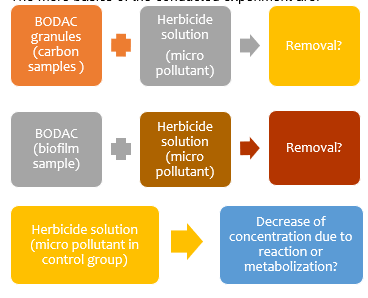 The more basics of the conducted experiment are:
BODAC
granules
(carbon
samples )
Herbicide
solution
(micro
pollutant)
Removal?
BODAC
(biofilm
sample)
Herbicide
solution
(micro
pollutant)
Removal?
Herbicide solution
(micro pollutant in
control group)
Decrease of
concentration due to
reaction or
metabolization?